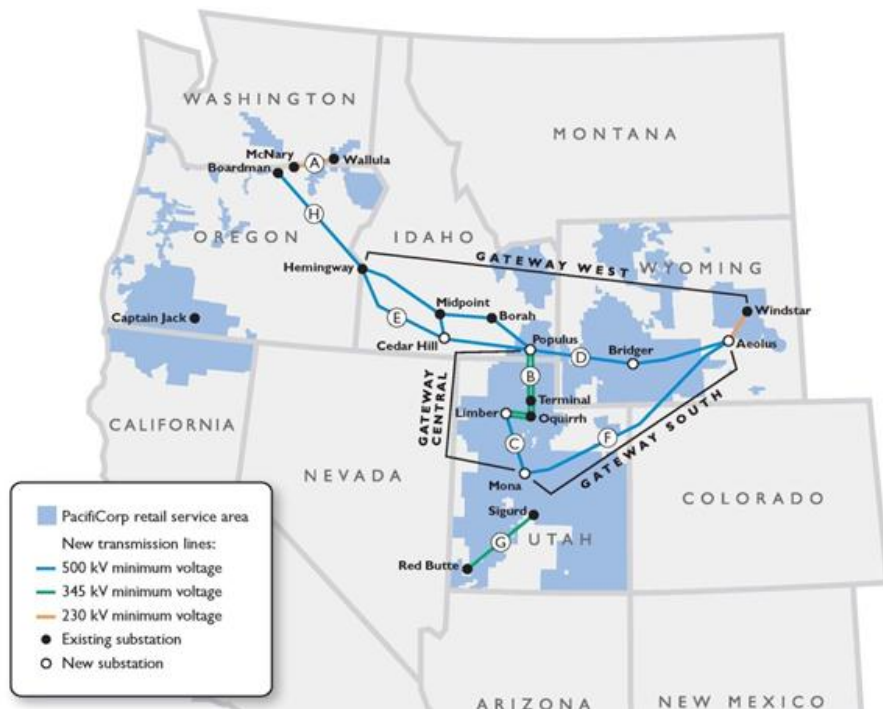 WASHINGTON
MONTANA
McNary
A
Wallula
Boardman
H
OREGON
IDAHO
GATEWAY WEST
WYOMING
Hemingway
Captain Jack
E
Midpoint
Borah
Windstar
Cedar Hill
Populus
D
Bridger
Aeolus
B
GATEWAY
CENTRAL
Terminal
Limber
Oquirrh
CALIFORNIA
C
F
GATEWAY SOUTH
NEVADA
Mona
COLORADO
Sigurd
G
UTAH
Red Butte
PacifiCorp retail service area
New transmission lines:
500 kV minimum voltage
345 kV minimum voltage
230 kV minimum voltage
Existing substation
New substation
ARIZONA
NEW MEXICO